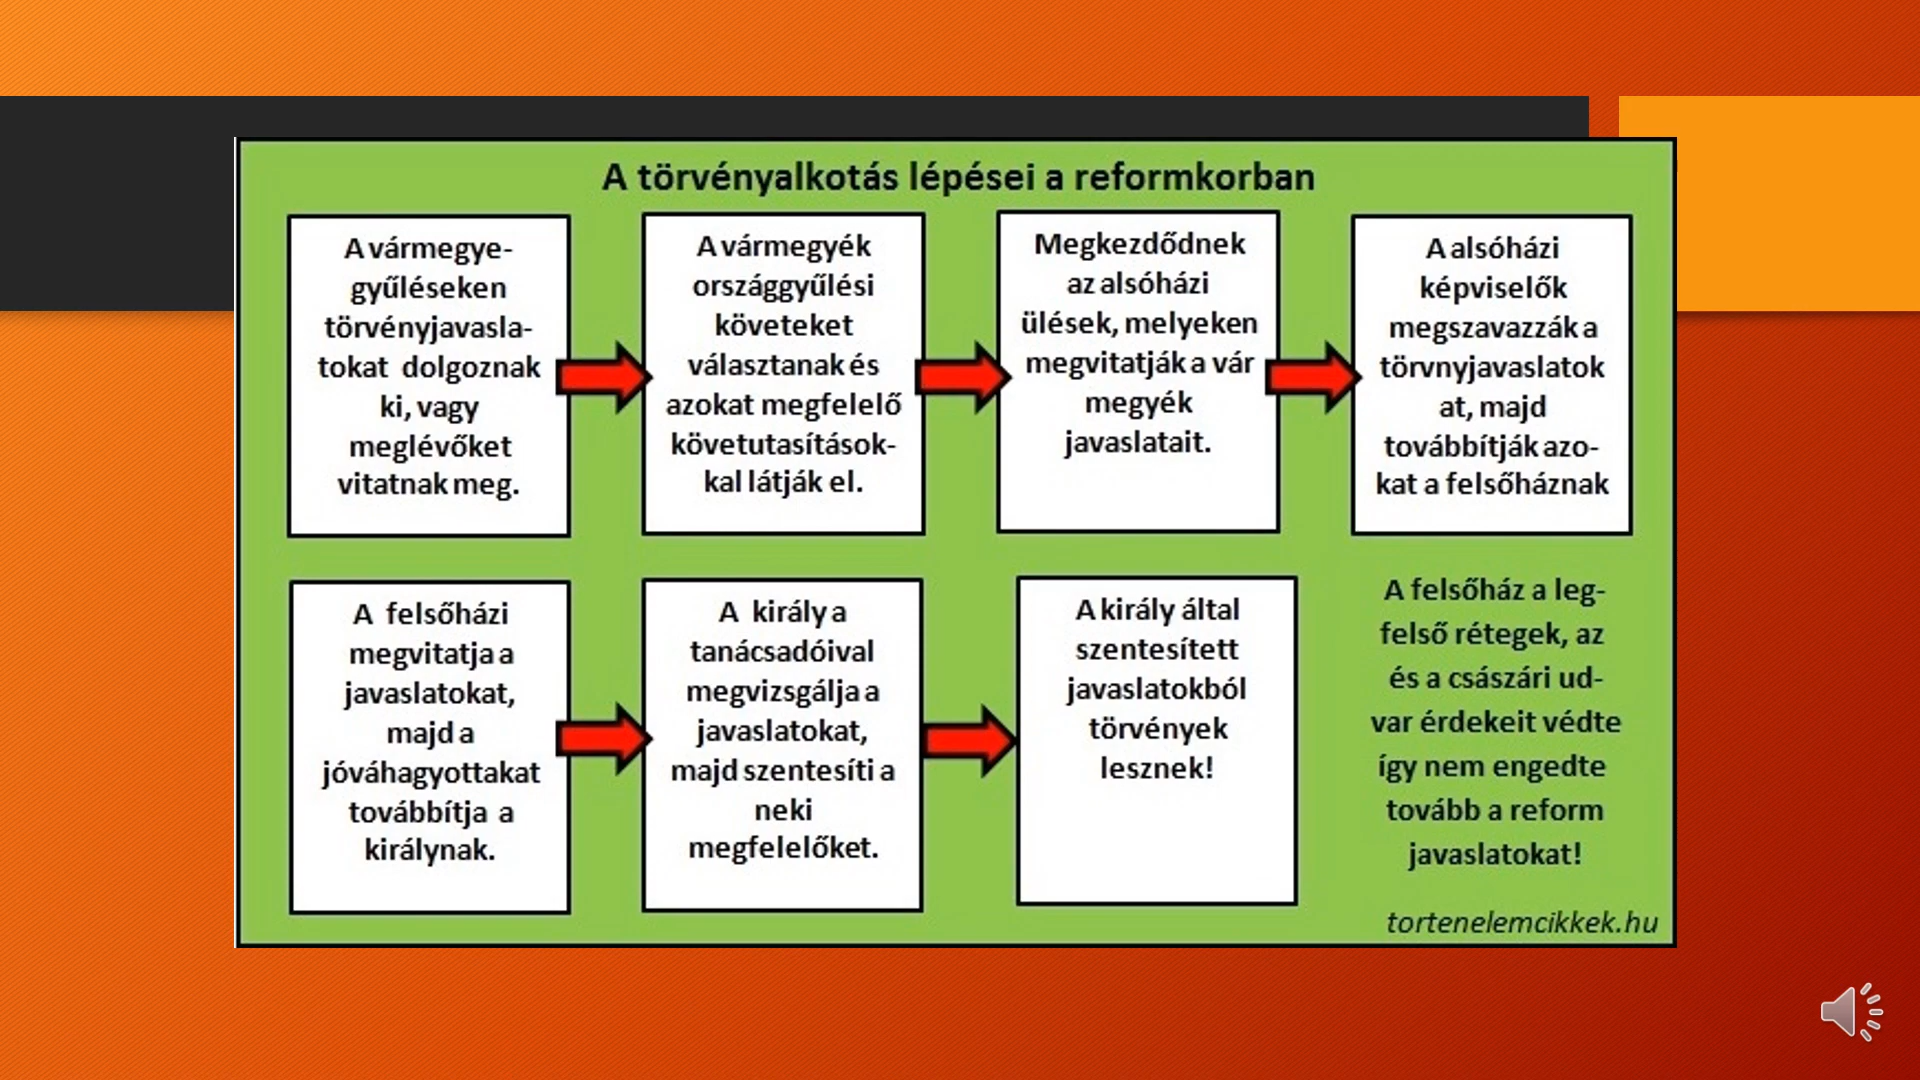 A törvényalkotás lépései a reformkorban
A vármegye-
gyűléseken
törvényjavasla-
tokat dolgoznak
ki, vagy
meglévőket
vitatnak meg.
A vármegyék
országgyűlési
követeket
választanak és
azokat megfelelő
követutasítások-
kal látják el.
Megkezdődnek
az alsóházi
ülések, melyeken
megvitatják a vár
megyék
javaslatait.
A alsóházi
képviselők
megszavazzák a
törvnyjavaslatok
at, majd
továbbítják azo-
kat a felsőháznak
A felsőházi
megvitatja a
javaslatokat,
majd a
jóváhagyottakat
továbbítja a
királynak.
A király a
tanácsadóival
megvizsgálja a
javaslatokat,
majd szentesíti a
neki
megfelelőket.
A király által
szentesített
javaslatokból
törvények
lesznek!
A felsőház a leg-
felső rétegek, az
és a császári ud-
var érdekeit védte
így nem engedte
tovább a reform
javaslatokat!
tortenelemcikkek.hu